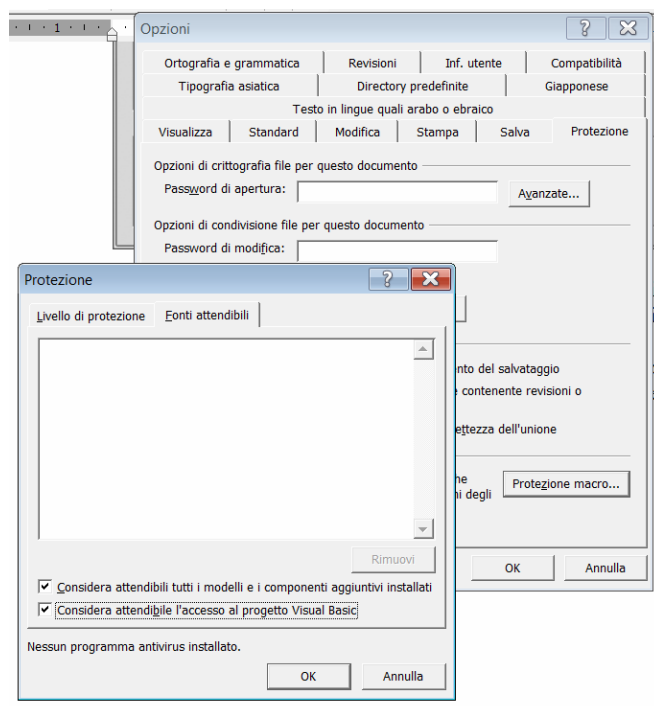 1
Opzioni
Ortografia e grammatica
Revisioni
Inf. utente
Compatibilità
Tipografia asiatica
Directory predefinite
Giapponese
Testo in lingue quali arabo o ebraico
Visualizza
Standard
Modifica
Stampa
Salva
Protezione
Opzioni di crittografia file per questo documento
Password di apertura:
Avanzate...
Opzioni di condivisione file per questo documento
Password di modifica:
Protezione
Livello di protezione
Fonti attendibili
del salvataggio
contenente revisioni o
dell'unione
degli
Protezione macro...
Rimuovi
OK
Annulla
Considera attendibili tutti i modelli e i componenti aggiuntivi installati
Considera attendibile l'accesso al progetto Visual Basic
Nessun programma antivirus installato.
OK
Annulla